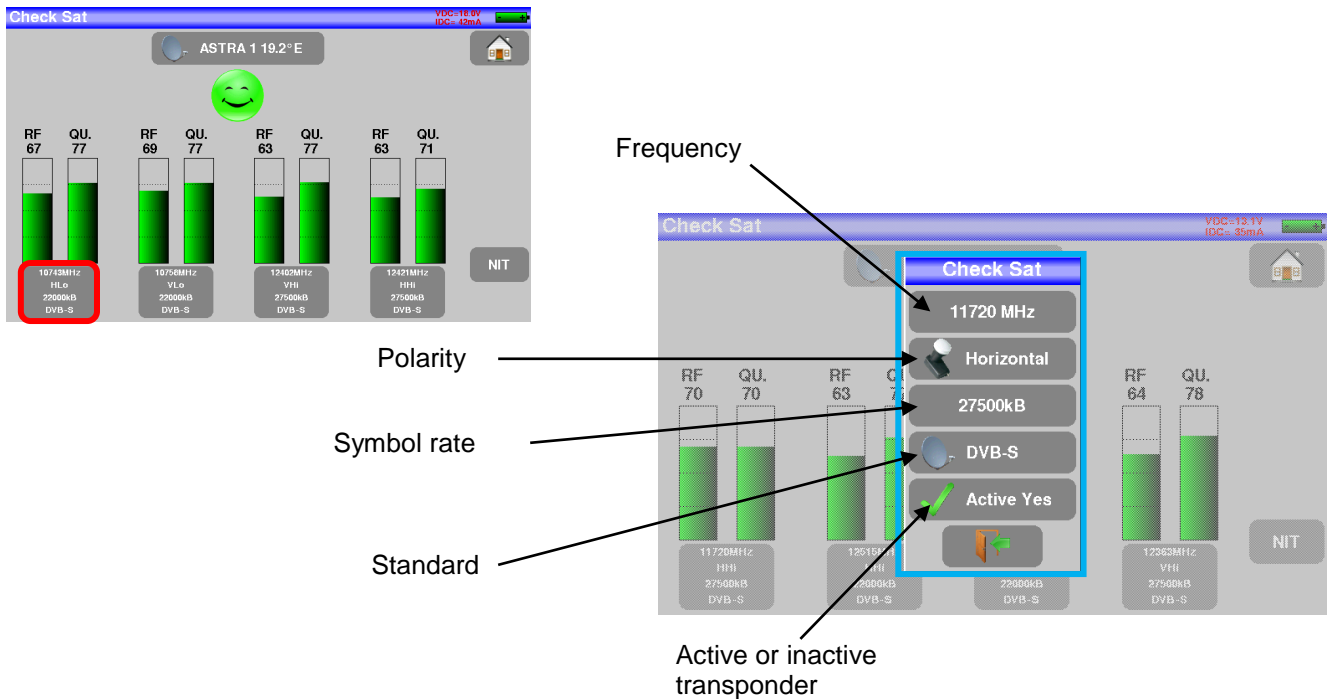 Check Sat
VDC=18.0V
IDC= 42mA
ASTRA 1 19.2°E
RF QU. RF QU. RF QU. RF QU.
67 77 69 77 63 77 63 71
10743MHz
HLo
22000kB
DVB-S
10758MHz
VLo
22000kB
DVB-S
12402MHz
VHi
27500kB
DVB-S
12421MHz
HHi
27500kB
DVB-S
NIT
Frequency
Polarity
Symbol rate
Standard
Active or inactive
transponder
Check Sat
VDC=13.1V
IDC= 35mA
Check Sat
11720 MHz
Horizontal
27500kB
DVB-S
Active Yes
RF QU. RF RF QU.
70 70 63 64 78
11720MHz
HHi
27500kB
DVB-S
HHi
22000kB
DVB-S
22000kB
DVB-S
12363MHz
VHi
27500kB
DVB-S
NIT